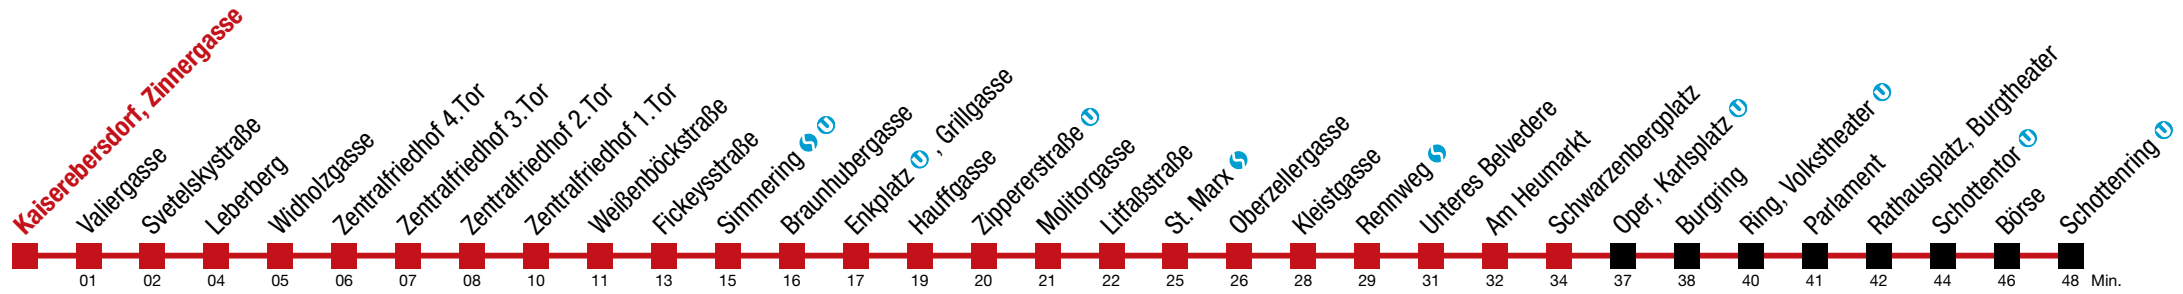 Kaiserebersdorf, Zinnergasse
Valiergasse
Svetelskystraße
Leberberg
Widholzgasse
Zentralfriedhof 4.Tor
Zentralfriedhof 3.Tor
Zentralfriedhof 2.Tor
Zentralfriedhof 1.Tor
Weißenböckstraße
Fickeysstraße
Simmering S U
Braunhubergasse
Enkplatz U , Grillgasse
Hauffgasse
Zippererstraße U
Molitorgasse
Litfaßstraße
St. Marx S
Oberzellergasse
Kleistgasse
Rennweg S
Unteres Belvedere
Am Heumarkt
Schwarzenbergplatz
Oper, Karlsplatz U
Burgring
Ring, Volkstheater U
Parlament
Rathausplatz, Burgtheater
Schottentor U
Börse
Schottenring U
01 02 04 05 06 07 08 10 11 13 15 16 17 19 20 21 22 25 26 28 29 31 32 34 37 38 40 41 42 44 46 48 Min.